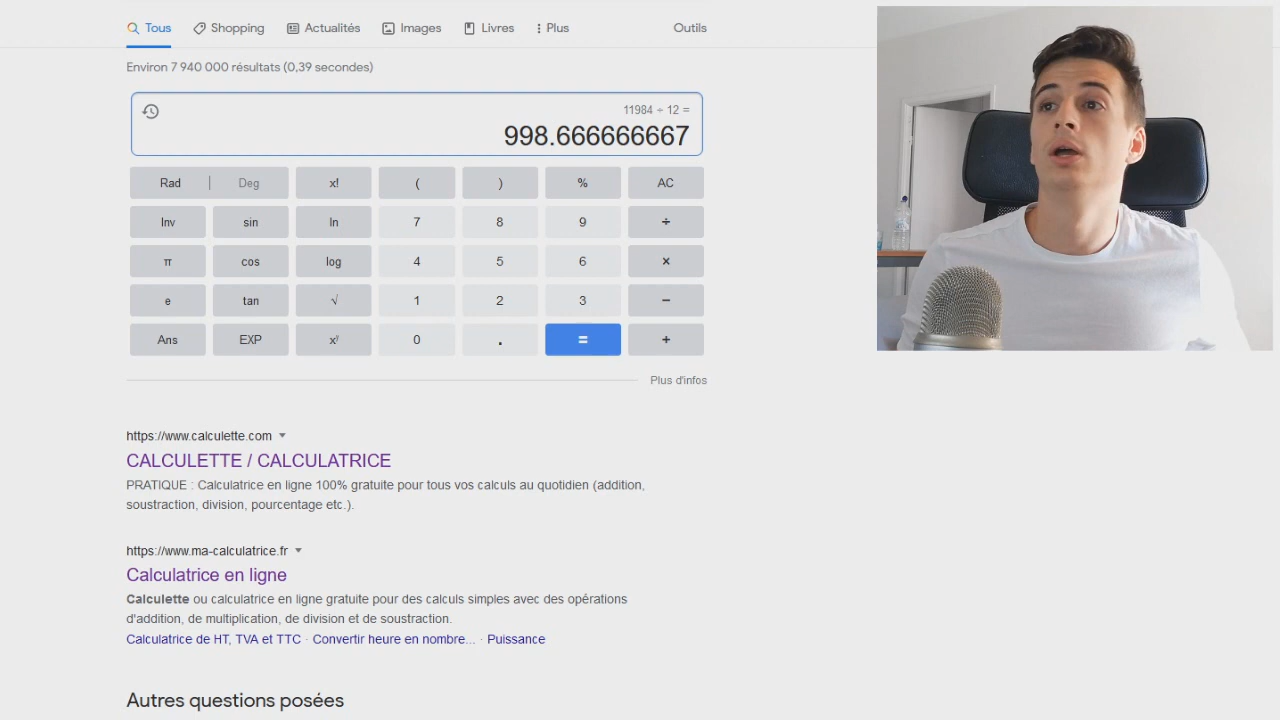 Tous Shopping Actualités Images Livres Plus Outils
Environ 7 940 000 résultats (0,39 secondes)
11984 ÷ 12 =
998.666666667
Rad | Deg x! ( ) % AC
Inv sin ln 7 8 9 ÷
π cos log 4 5 6 ×
e tan √ 1 2 3 −
Ans EXP xʸ 0 . = +
Plus d'infos
https://www.calculette.com
CALCULETTE / CALCULATRICE
PRATIQUE : Calculatrice en ligne 100% gratuite pour tous vos calculs au quotidien (addition,
soustraction, division, pourcentage etc.).
https://www.ma-calculatrice.fr
Calculatrice en ligne
Calculette ou calculatrice en ligne gratuite pour des calculs simples avec des opérations
d'addition, de multiplication, de division et de soustraction.
Calculatrice de HT, TVA et TTC · Convertir heure en nombre... · Puissance
Autres questions posées